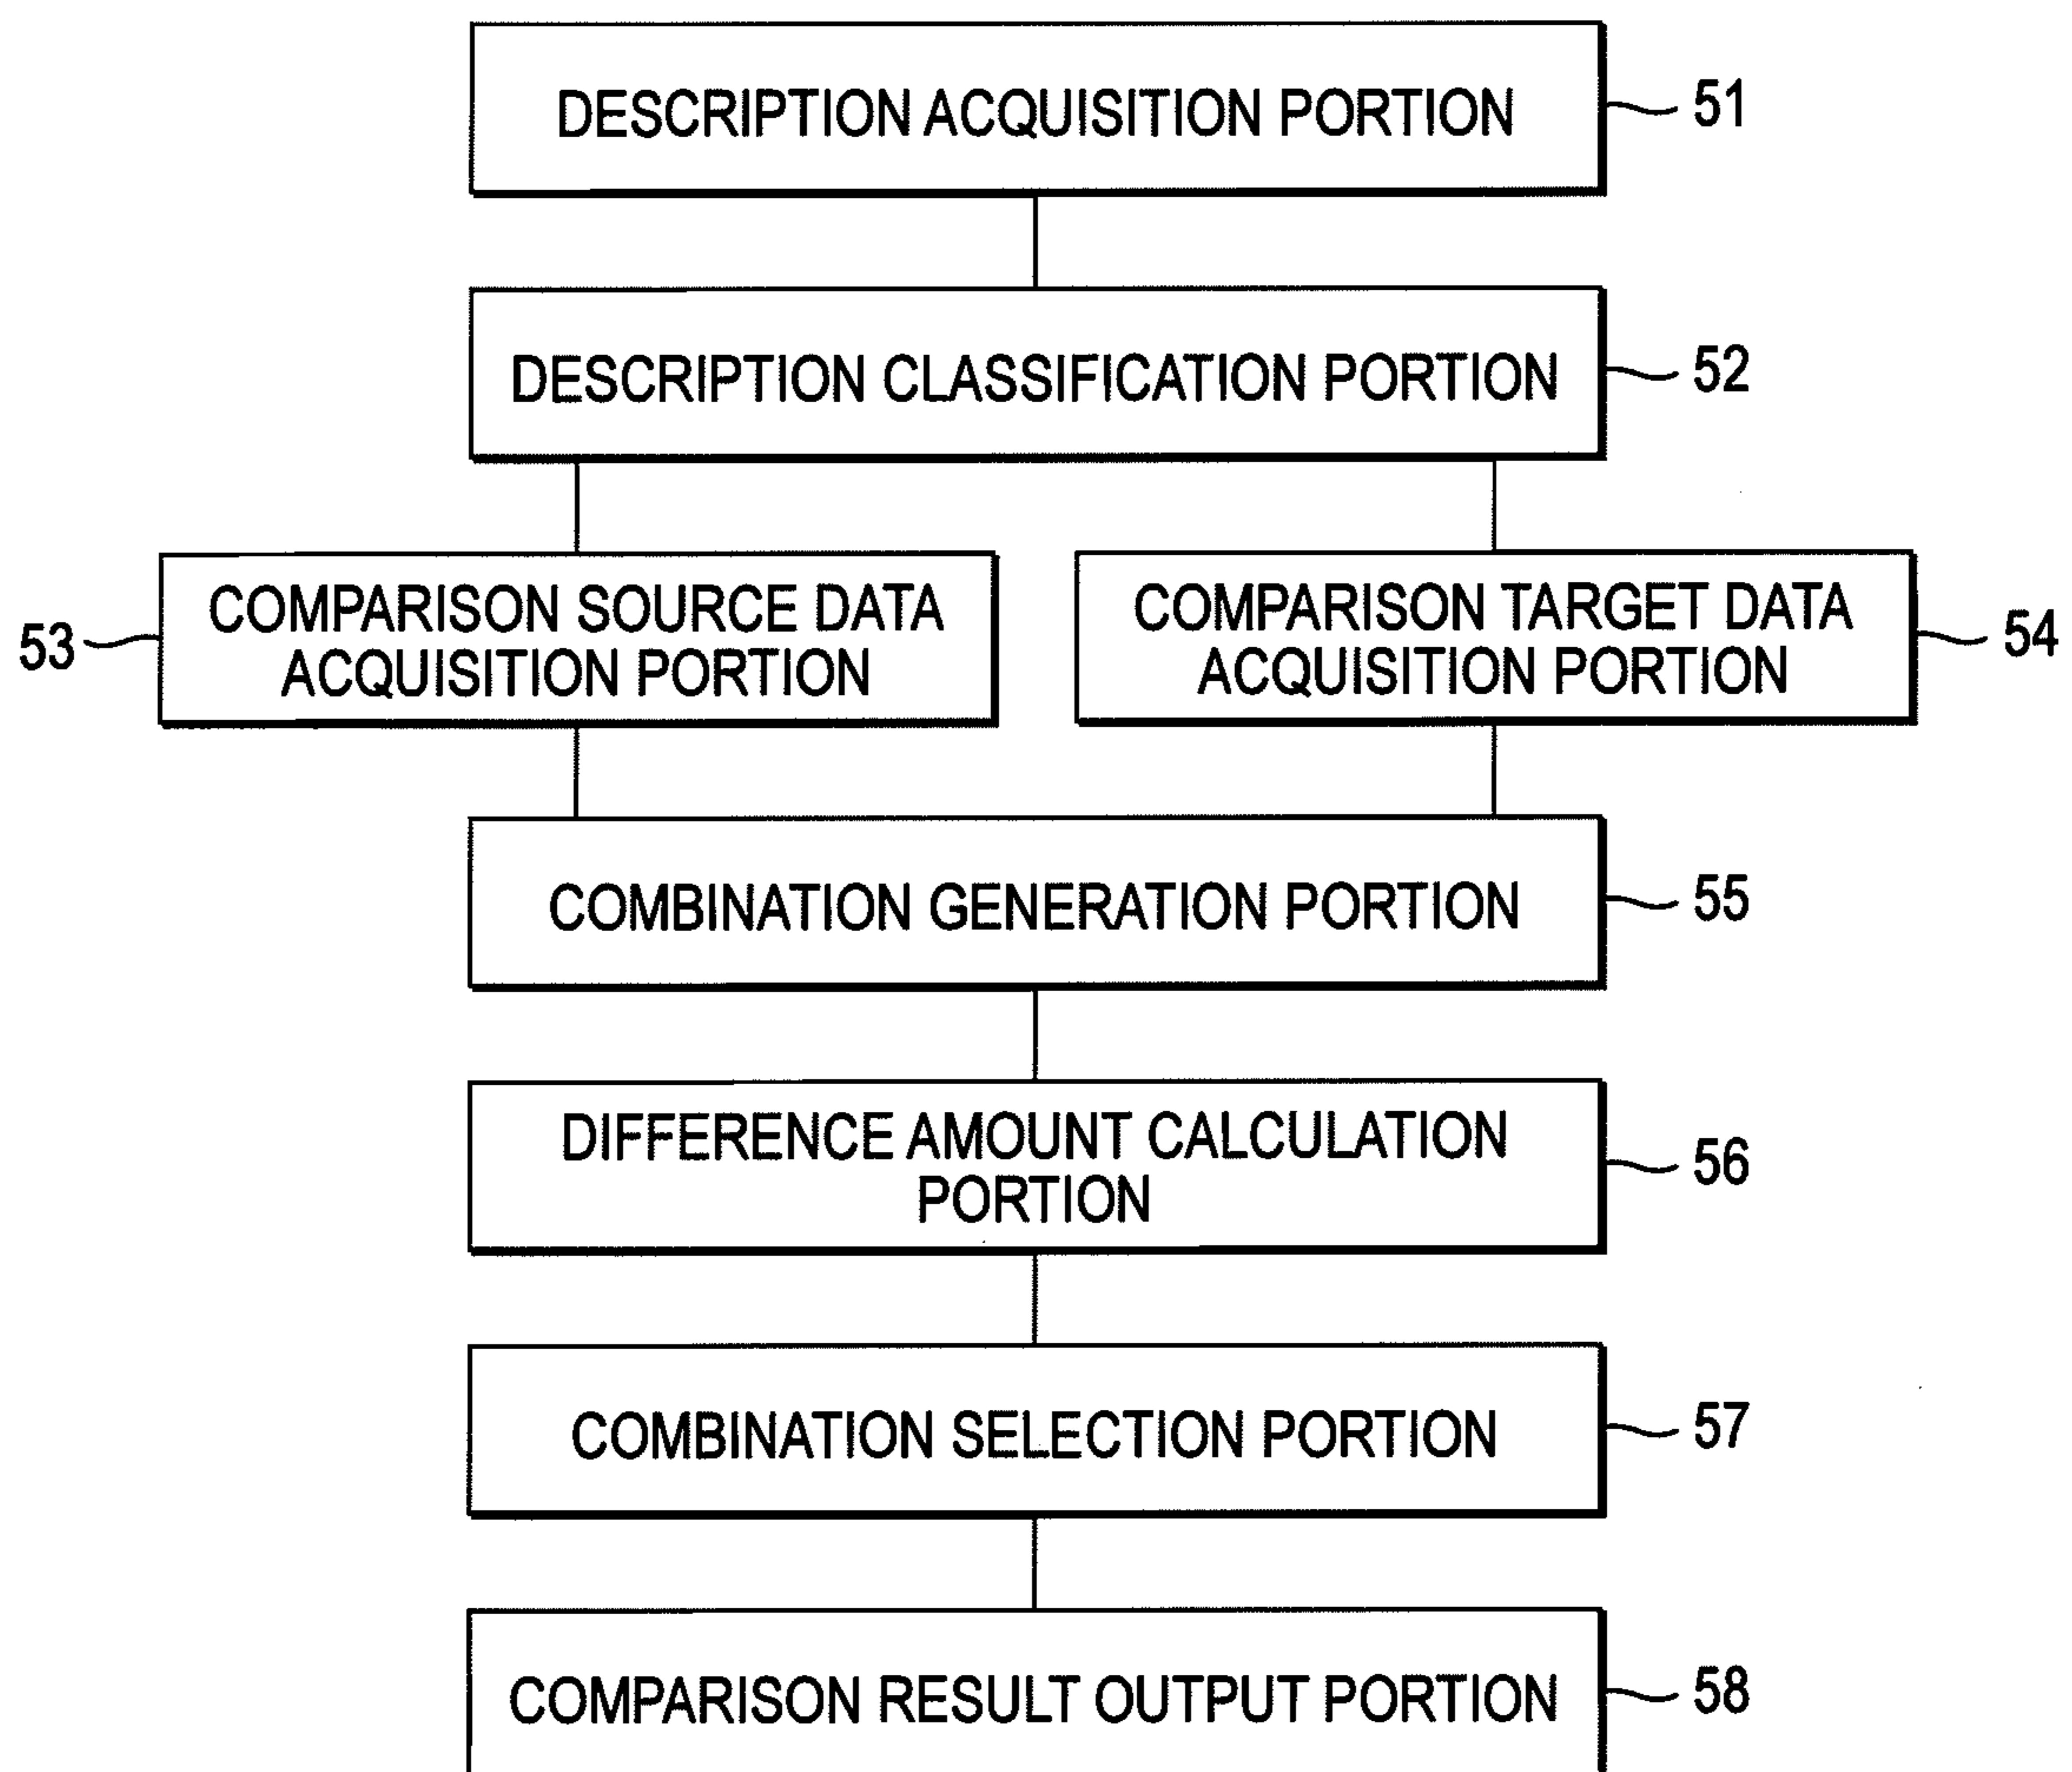 DESCRIPTION ACQUISITION PORTION
51
DESCRIPTION CLASSIFICATION PORTION
52
53
COMPARISON SOURCE DATA
ACQUISITION PORTION
COMPARISON TARGET DATA
ACQUISITION PORTION
54
COMBINATION GENERATION PORTION
55
DIFFERENCE AMOUNT CALCULATION
PORTION
56
COMBINATION SELECTION PORTION
57
COMPARISON RESULT OUTPUT PORTION
58